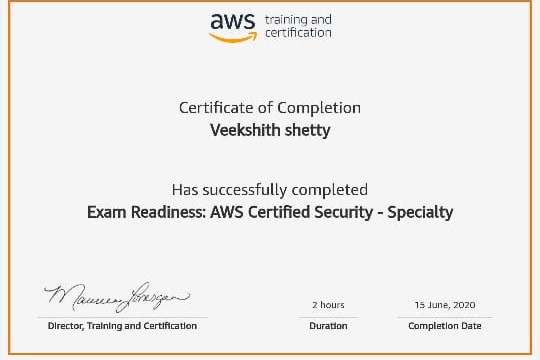 aws training and
certification
Certificate of Completion
Veekshith shetty
Has successfully completed
Exam Readiness: AWS Certified Security - Specialty
Maureen Lonergan
2 hours
15 June, 2020
Director, Training and Certification
Duration
Completion Date